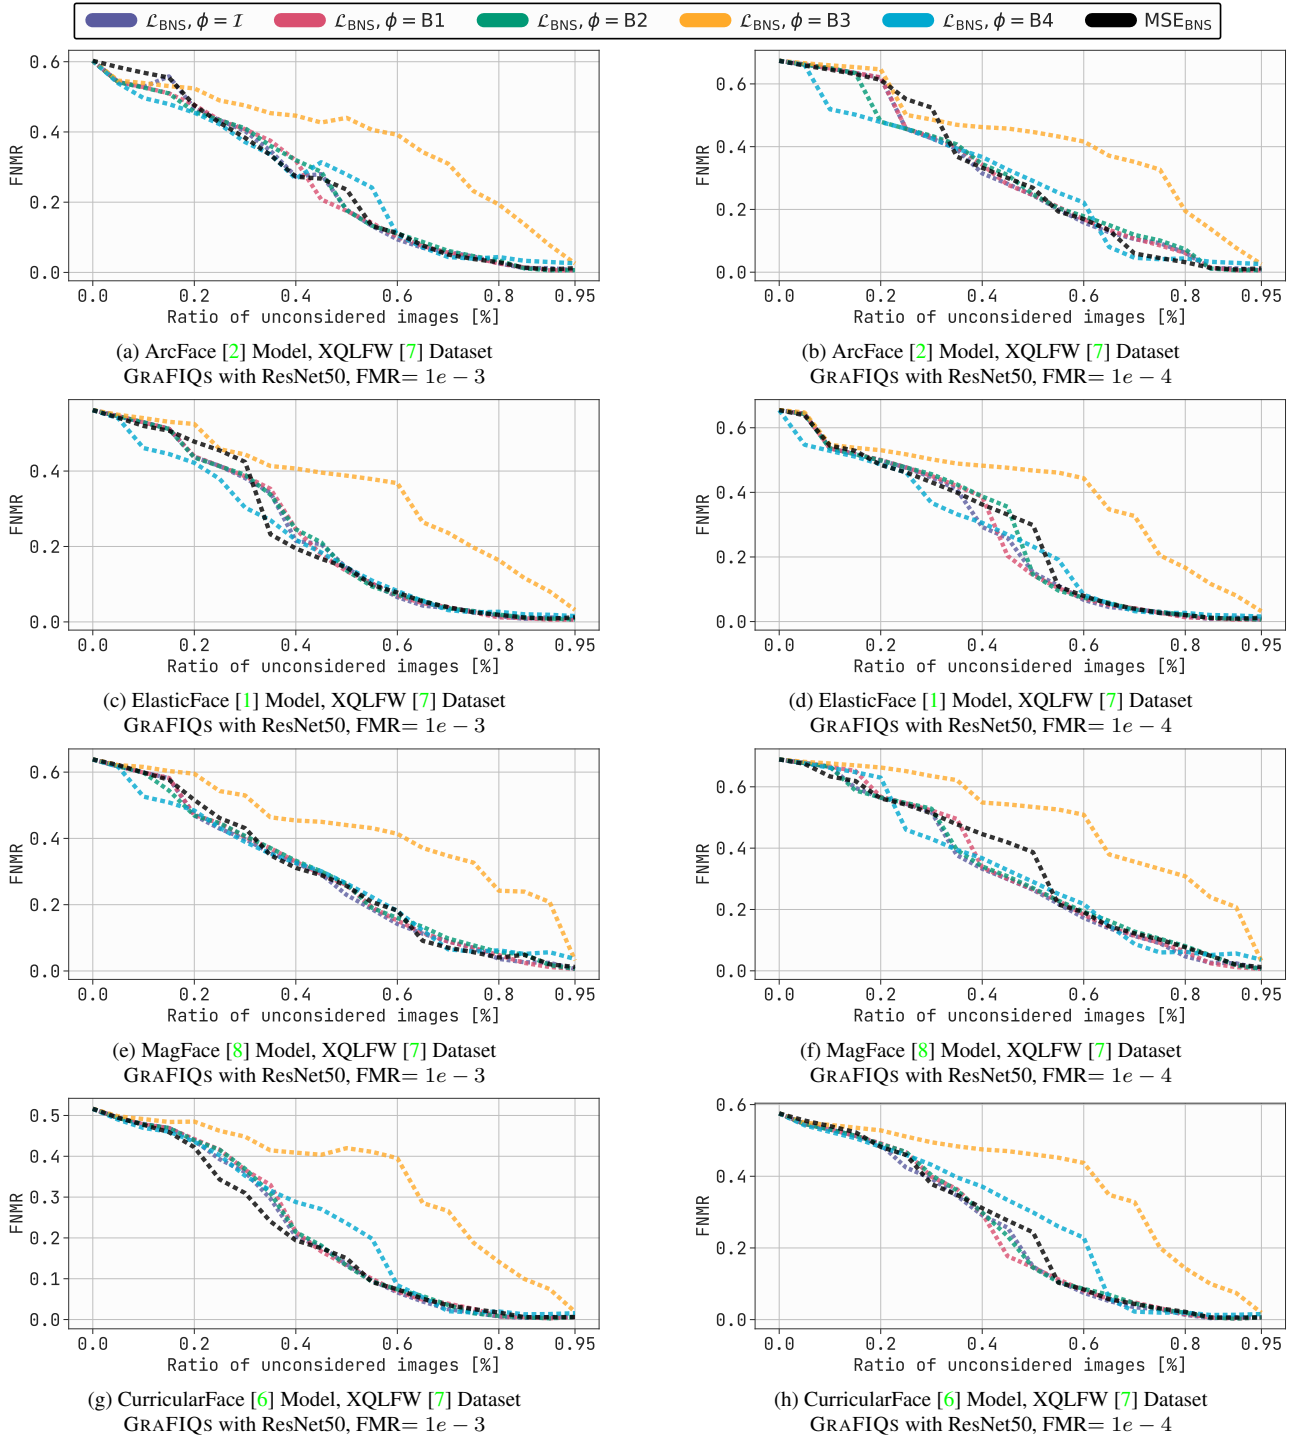 ℒBNS, ϕ = ℐ ℒBNS, ϕ = B1 ℒBNS, ϕ = B2 ℒBNS, ϕ = B3 ℒBNS, ϕ = B4 MSEBNS
0.6
0.4
0.2
0.0
FNMR
0.0 0.2 0.4 0.6 0.8 0.95
Ratio of unconsidered images [%]
(a) ArcFace [2] Model, XQLFW [7] Dataset
GRAFIQS with ResNet50, FMR= 1e − 3
0.6
0.4
0.2
0.0
FNMR
0.0 0.2 0.4 0.6 0.8 0.95
Ratio of unconsidered images [%]
(b) ArcFace [2] Model, XQLFW [7] Dataset
GRAFIQS with ResNet50, FMR= 1e − 4
0.4
0.2
0.0
FNMR
0.0 0.2 0.4 0.6 0.8 0.95
Ratio of unconsidered images [%]
(c) ElasticFace [1] Model, XQLFW [7] Dataset
GRAFIQS with ResNet50, FMR= 1e − 3
0.6
0.4
0.2
0.0
FNMR
0.0 0.2 0.4 0.6 0.8 0.95
Ratio of unconsidered images [%]
(d) ElasticFace [1] Model, XQLFW [7] Dataset
GRAFIQS with ResNet50, FMR= 1e − 4
0.6
0.4
0.2
0.0
FNMR
0.0 0.2 0.4 0.6 0.8 0.95
Ratio of unconsidered images [%]
(e) MagFace [8] Model, XQLFW [7] Dataset
GRAFIQS with ResNet50, FMR= 1e − 3
0.6
0.4
0.2
0.0
FNMR
0.0 0.2 0.4 0.6 0.8 0.95
Ratio of unconsidered images [%]
(f) MagFace [8] Model, XQLFW [7] Dataset
GRAFIQS with ResNet50, FMR= 1e − 4
0.5
0.4
0.3
0.2
0.1
0.0
FNMR
0.0 0.2 0.4 0.6 0.8 0.95
Ratio of unconsidered images [%]
(g) CurricularFace [6] Model, XQLFW [7] Dataset
GRAFIQS with ResNet50, FMR= 1e − 3
0.6
0.4
0.2
0.0
FNMR
0.0 0.2 0.4 0.6 0.8 0.95
Ratio of unconsidered images [%]
(h) CurricularFace [6] Model, XQLFW [7] Dataset
GRAFIQS with ResNet50, FMR= 1e − 4